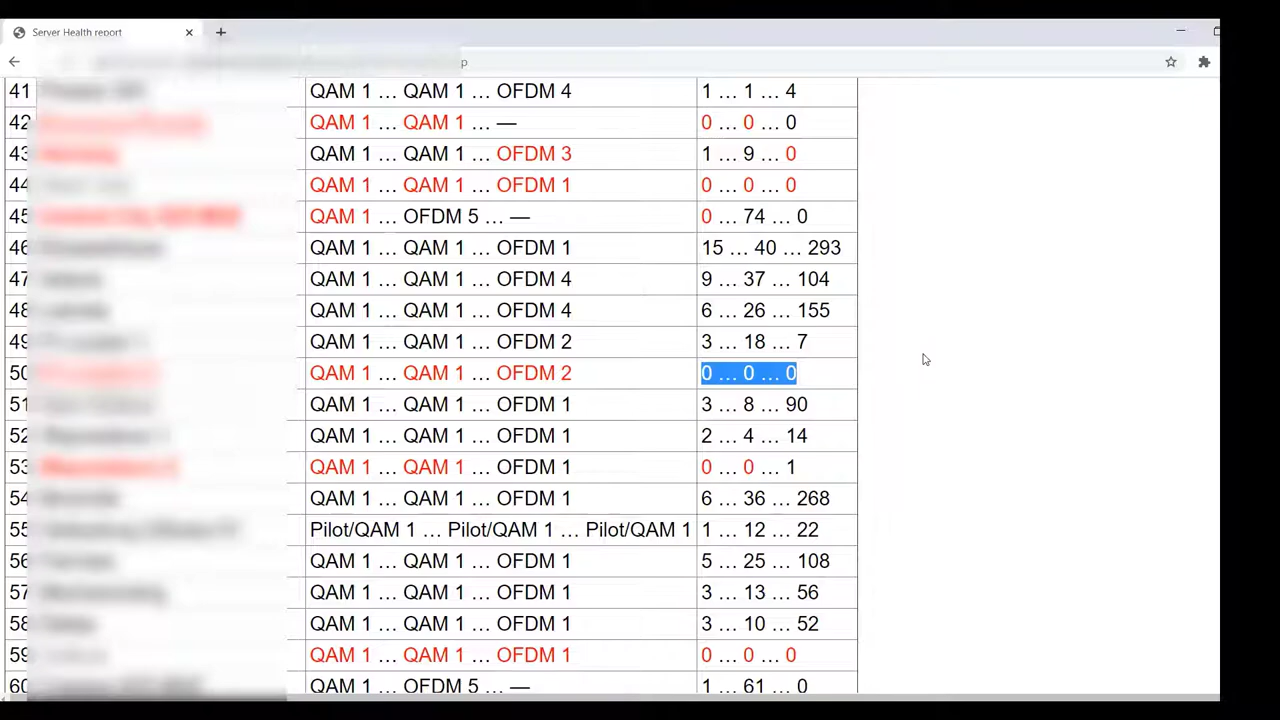 Server Health report
p
41 QAM 1 … QAM 1 … OFDM 4 1 … 1 … 4
42 QAM 1 … QAM 1 … — 0 … 0 … 0
43 QAM 1 … QAM 1 … OFDM 3 1 … 9 … 0
44 QAM 1 … QAM 1 … OFDM 1 0 … 0 … 0
45 QAM 1 … OFDM 5 … — 0 … 74 … 0
46 QAM 1 … QAM 1 … OFDM 1 15 … 40 … 293
47 QAM 1 … QAM 1 … OFDM 4 9 … 37 … 104
48 QAM 1 … QAM 1 … OFDM 4 6 … 26 … 155
49 QAM 1 … QAM 1 … OFDM 2 3 … 18 … 7
50 QAM 1 … QAM 1 … OFDM 2 0 … 0 … 0
51 QAM 1 … QAM 1 … OFDM 1 3 … 8 … 90
52 QAM 1 … QAM 1 … OFDM 1 2 … 4 … 14
53 QAM 1 … QAM 1 … OFDM 1 0 … 0 … 1
54 QAM 1 … QAM 1 … OFDM 1 6 … 36 … 268
55 Pilot/QAM 1 … Pilot/QAM 1 … Pilot/QAM 1 1 … 12 … 22
56 QAM 1 … QAM 1 … OFDM 1 5 … 25 … 108
57 QAM 1 … QAM 1 … OFDM 1 3 … 13 … 56
58 QAM 1 … QAM 1 … OFDM 1 3 … 10 … 52
59 QAM 1 … QAM 1 … OFDM 1 0 … 0 … 0
60 QAM 1 … OFDM 5 … — 1 … 61 … 0